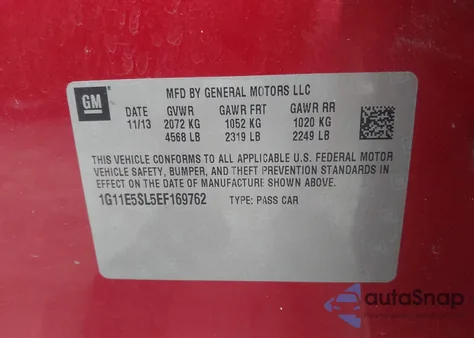 GM
MFD BY GENERAL MOTORS LLC
DATE GVWR GAWR FRT GAWR RR
11/13 2072 KG 1052 KG 1020 KG
4568 LB 2319 LB 2249 LB
THIS VEHICLE CONFORMS TO ALL APPLICABLE U.S. FEDERAL MOTOR
VEHICLE SAFETY, BUMPER, AND THEFT PREVENTION STANDARDS IN
EFFECT ON THE DATE OF MANUFACTURE SHOWN ABOVE.
1G11E5SL5EF169762 TYPE: PASS CAR
autoSnap